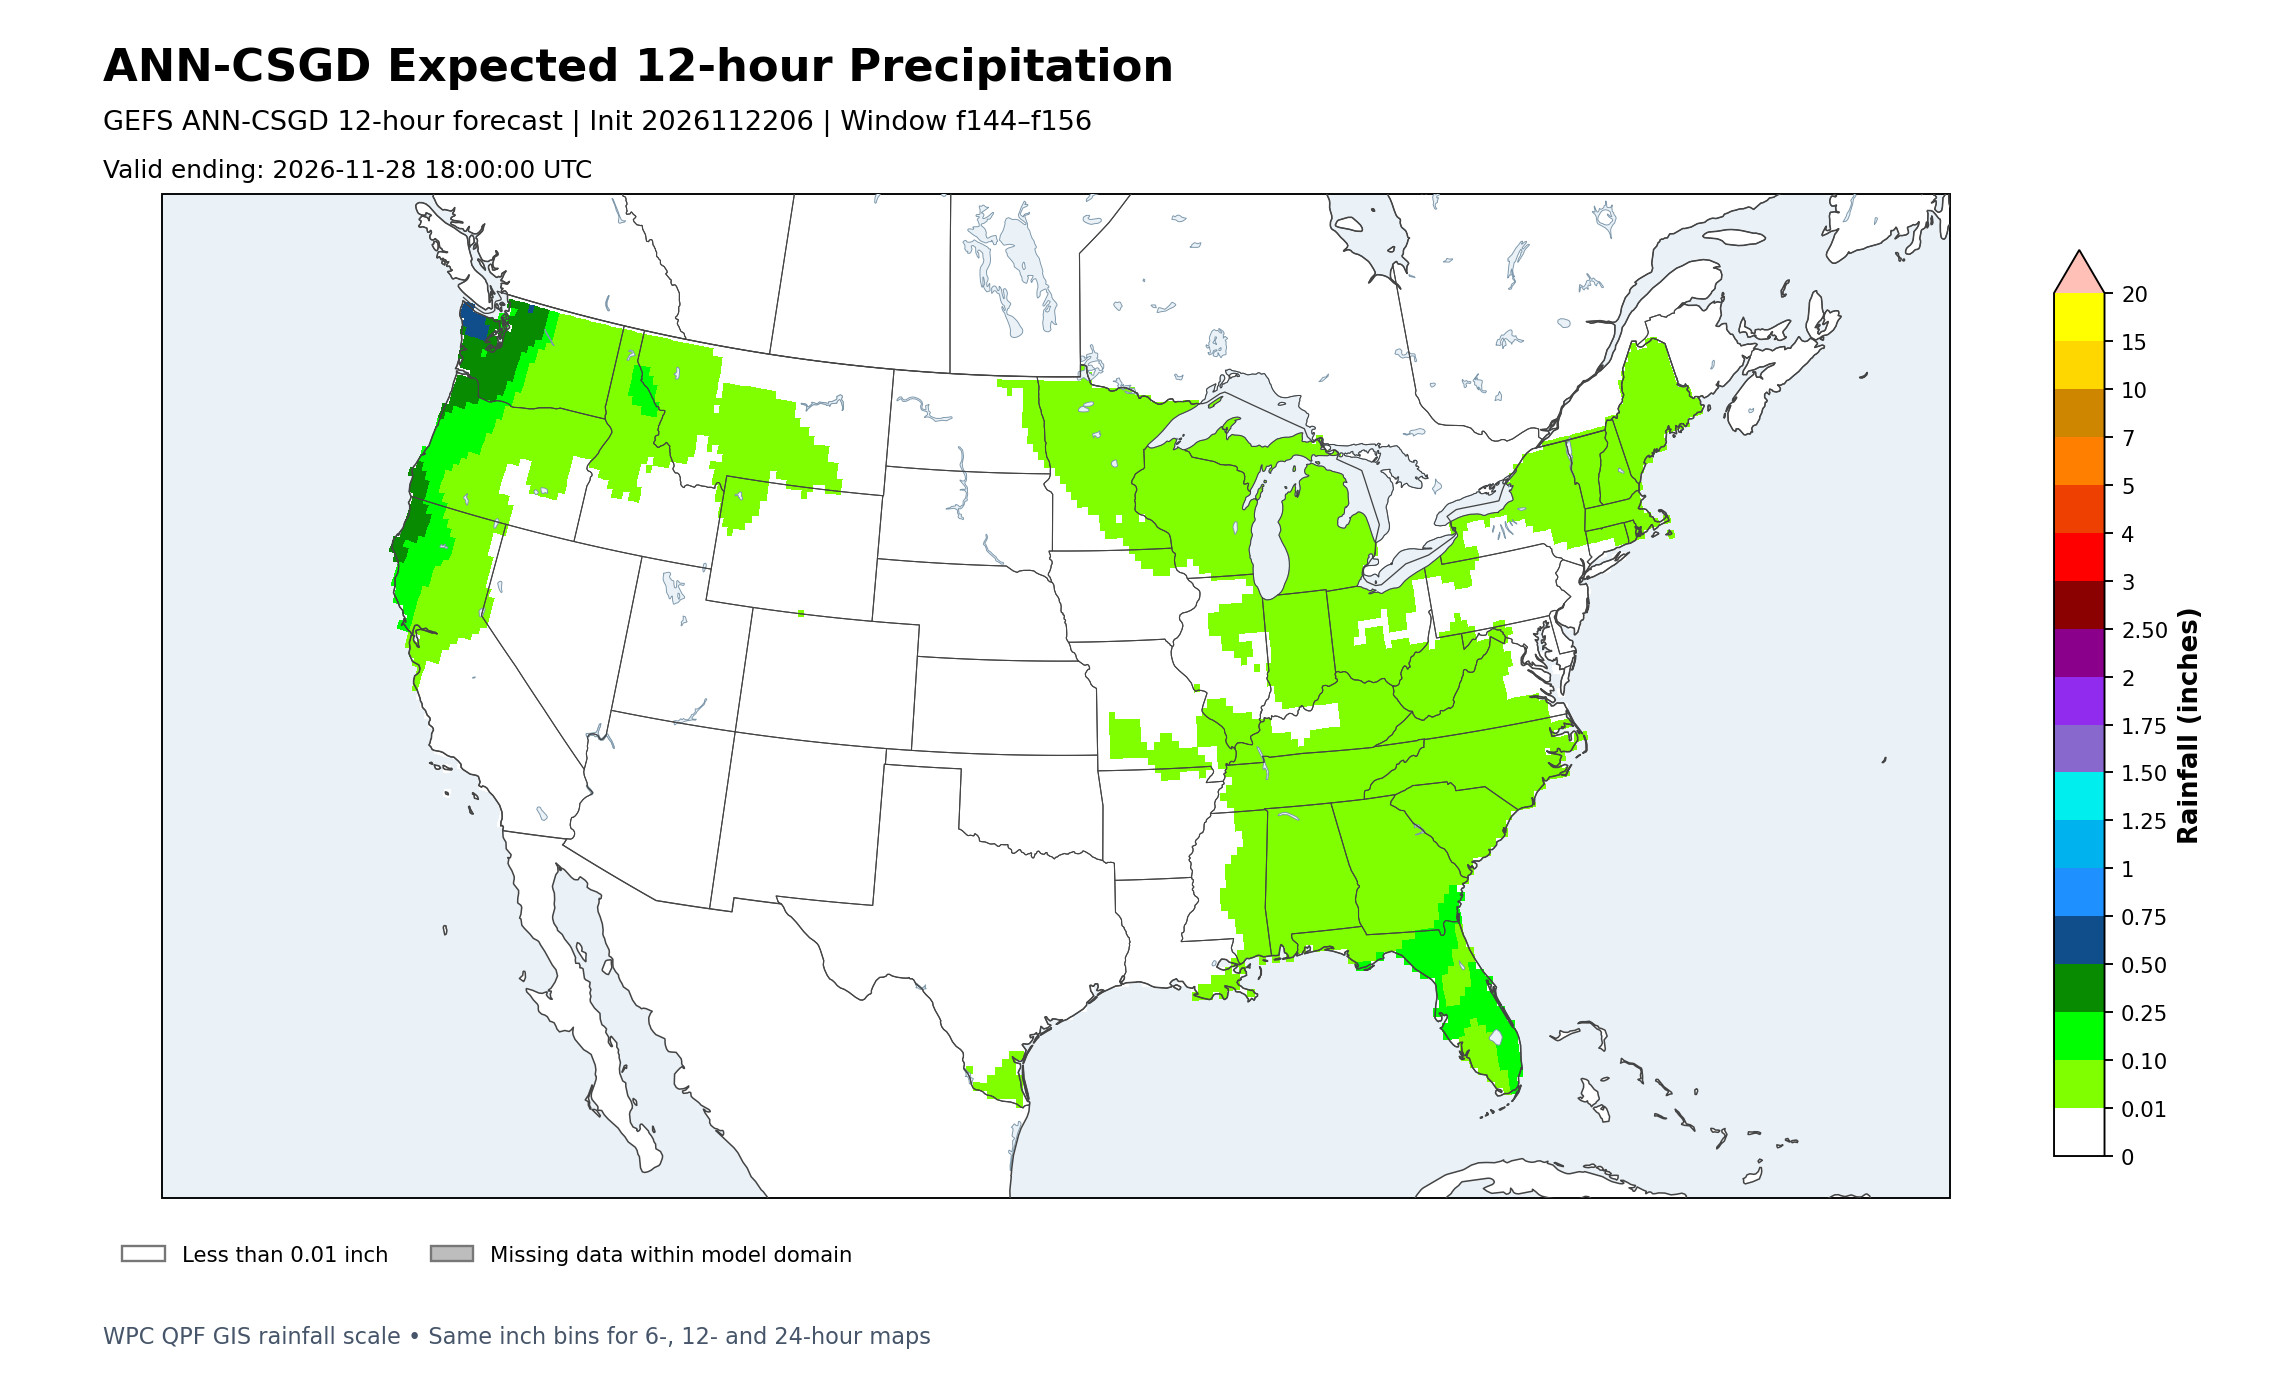 ANN-CSGD Expected 12-hour Precipitation
GEFS ANN-CSGD 12-hour forecast | Init 2026112206 | Window f144–f156
Valid ending: 2026-11-28 18:00:00 UTC
20
15
10
7
5
4
3
2.50
2
1.75
1.50
1.25
1
0.75
0.50
0.25
0.10
0.01
0
Rainfall (inches)
Less than 0.01 inch
Missing data within model domain
WPC QPF GIS rainfall scale • Same inch bins for 6-, 12- and 24-hour maps